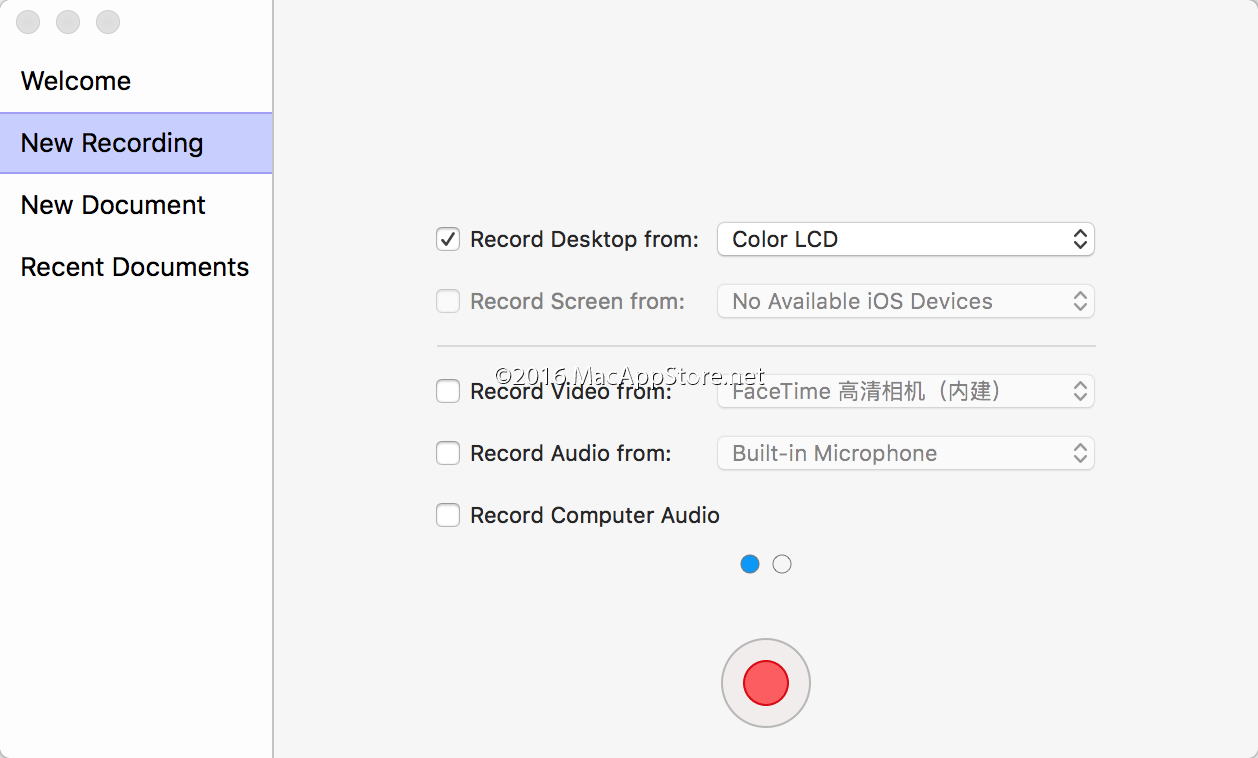 Welcome
New Recording
New Document
Recent Documents
Record Desktop from: Color LCD
Record Screen from: No Available iOS Devices
©2016 MacAppStore.net
Record Video from: FaceTime 高清相机（内建）
Record Audio from: Built-in Microphone
Record Computer Audio